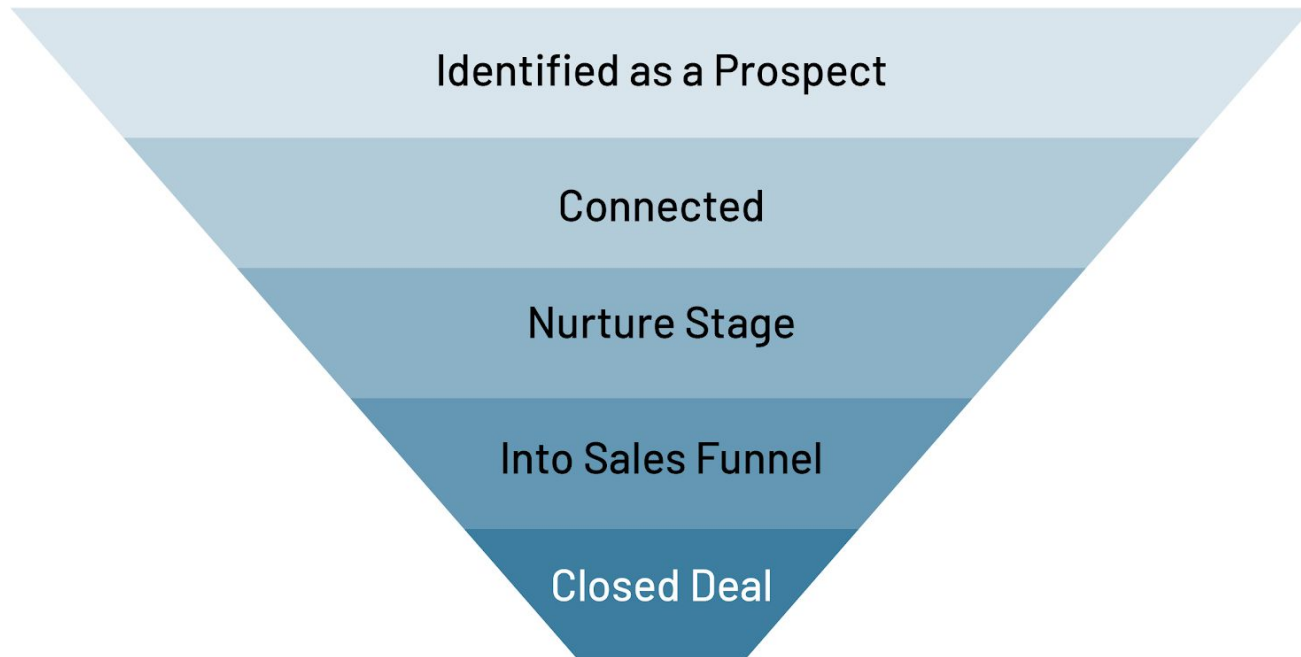 Identified as a Prospect
Connected
Nurture Stage
Into Sales Funnel
Closed Deal